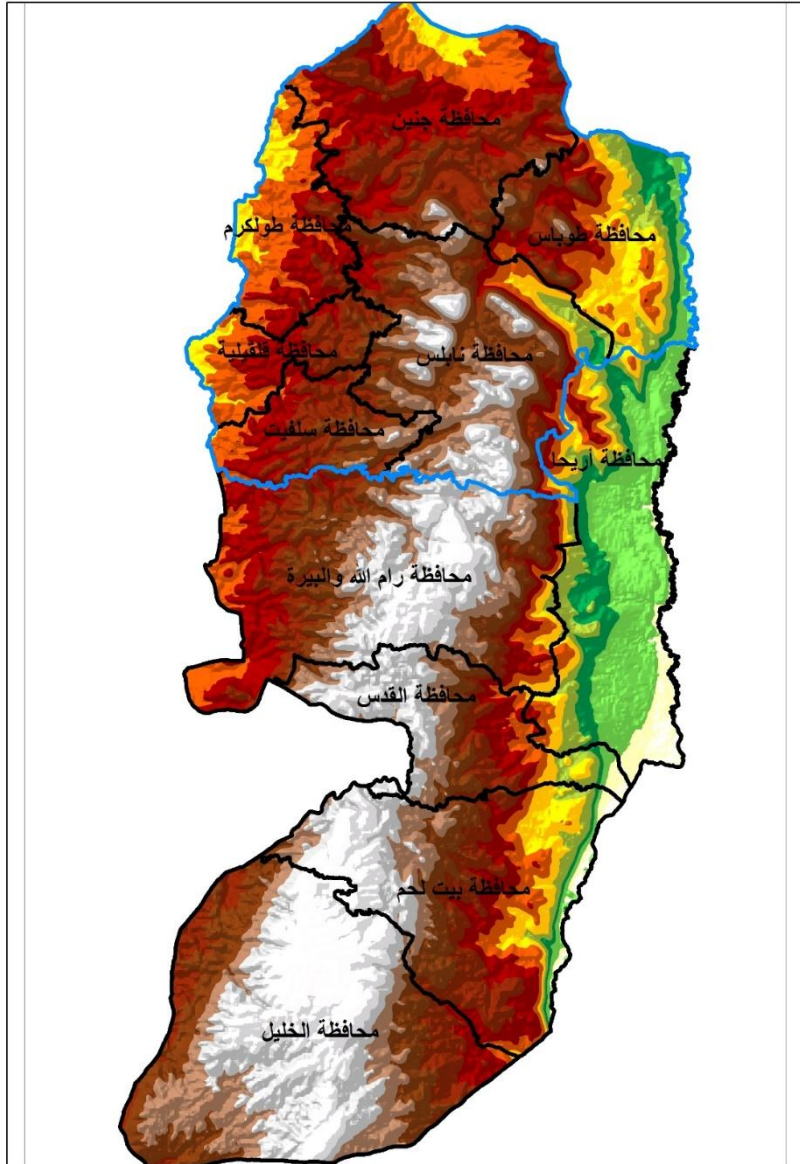 محافظة جنين
محافظة طولكرم
محافظة طوباس
محافظة قلقيلية
محافظة نابلس
محافظة سلفيت
محافظة أريحا
محافظة رام الله والبيرة
محافظة القدس
محافظة بيت لحم
محافظة الخليل